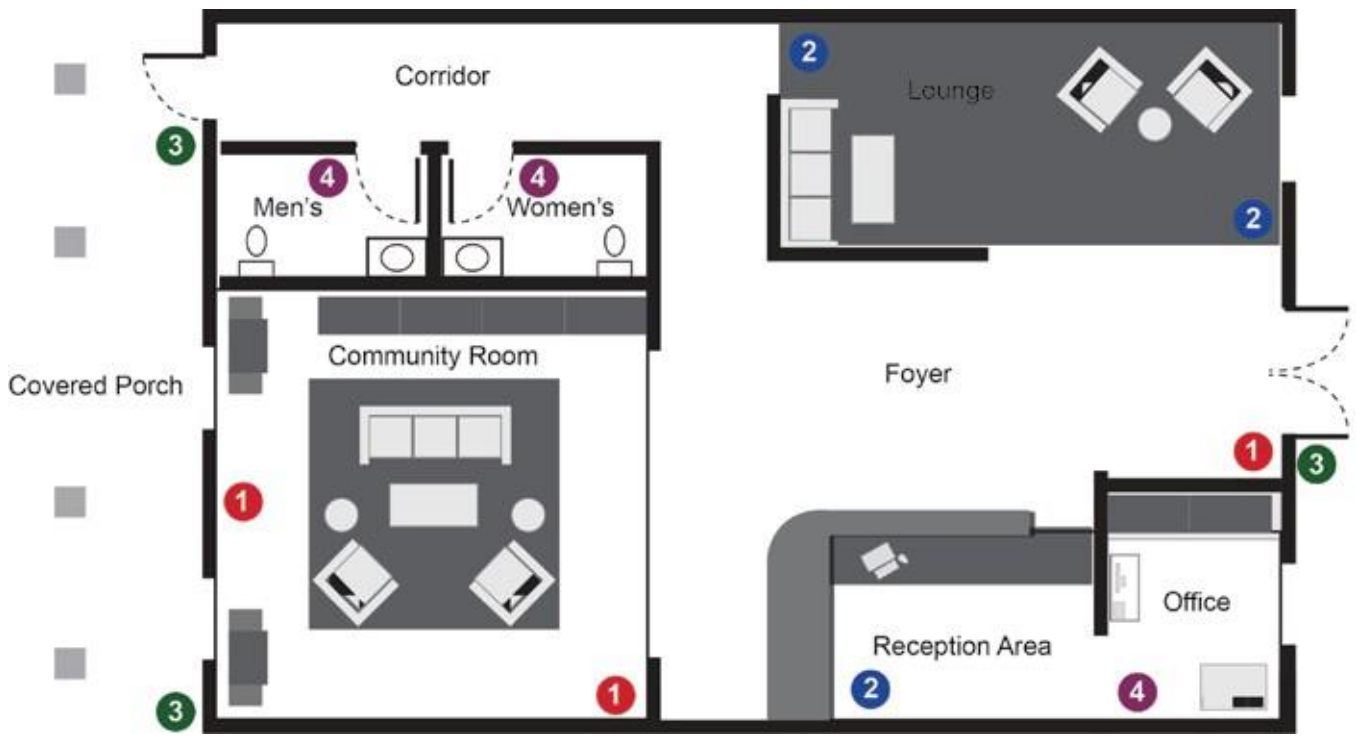 2
Corridor
Lounge
3
4
4
Men's
Women's
2
Community Room
Foyer
Covered Porch
1
3
1
Office
Reception Area
3
1
2
4